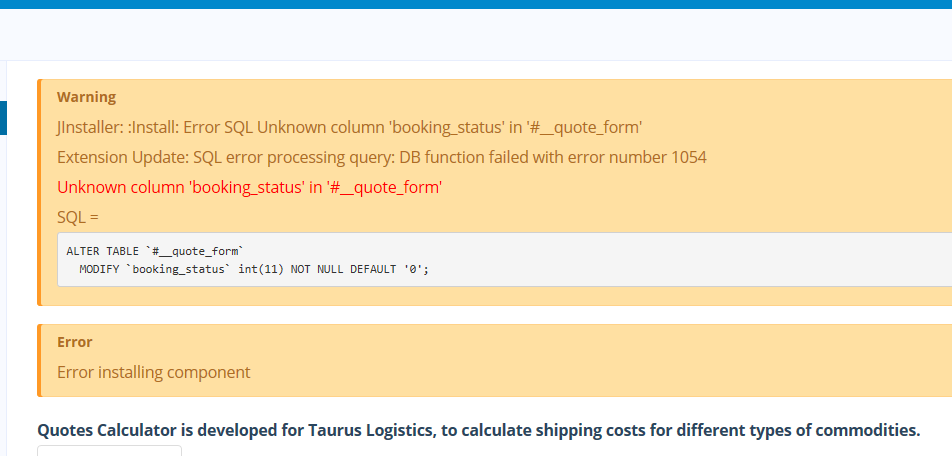 Warning
JInstaller: :Install: Error SQL Unknown column 'booking_status' in '#__quote_form'
Extension Update: SQL error processing query: DB function failed with error number 1054
Unknown column 'booking_status' in '#__quote_form'
SQL =
ALTER TABLE `#__quote_form`
  MODIFY `booking_status` int(11) NOT NULL DEFAULT '0';
Error
Error installing component
Quotes Calculator is developed for Taurus Logistics, to calculate shipping costs for different types of commodities.